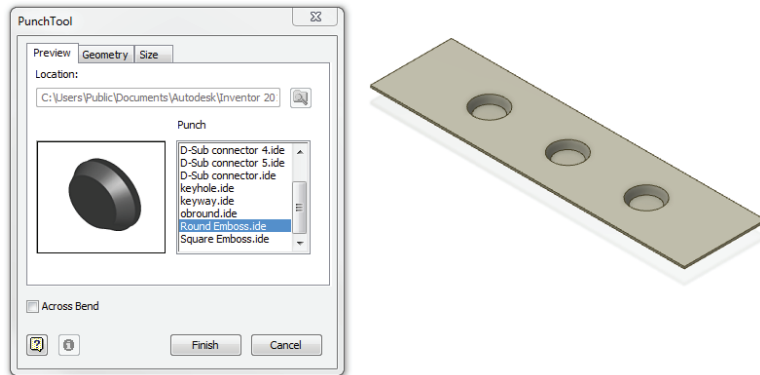 PunchTool
Preview
Geometry
Size
Location:
C:\Users\Public\Documents\Autodesk\Inventor 20
Punch
D-Sub connector 4.ide
D-Sub connector 5.ide
D-Sub connector.ide
keyhole.ide
keyway.ide
obround.ide
Round Emboss.ide
Square Emboss.ide
Across Bend
Finish
Cancel